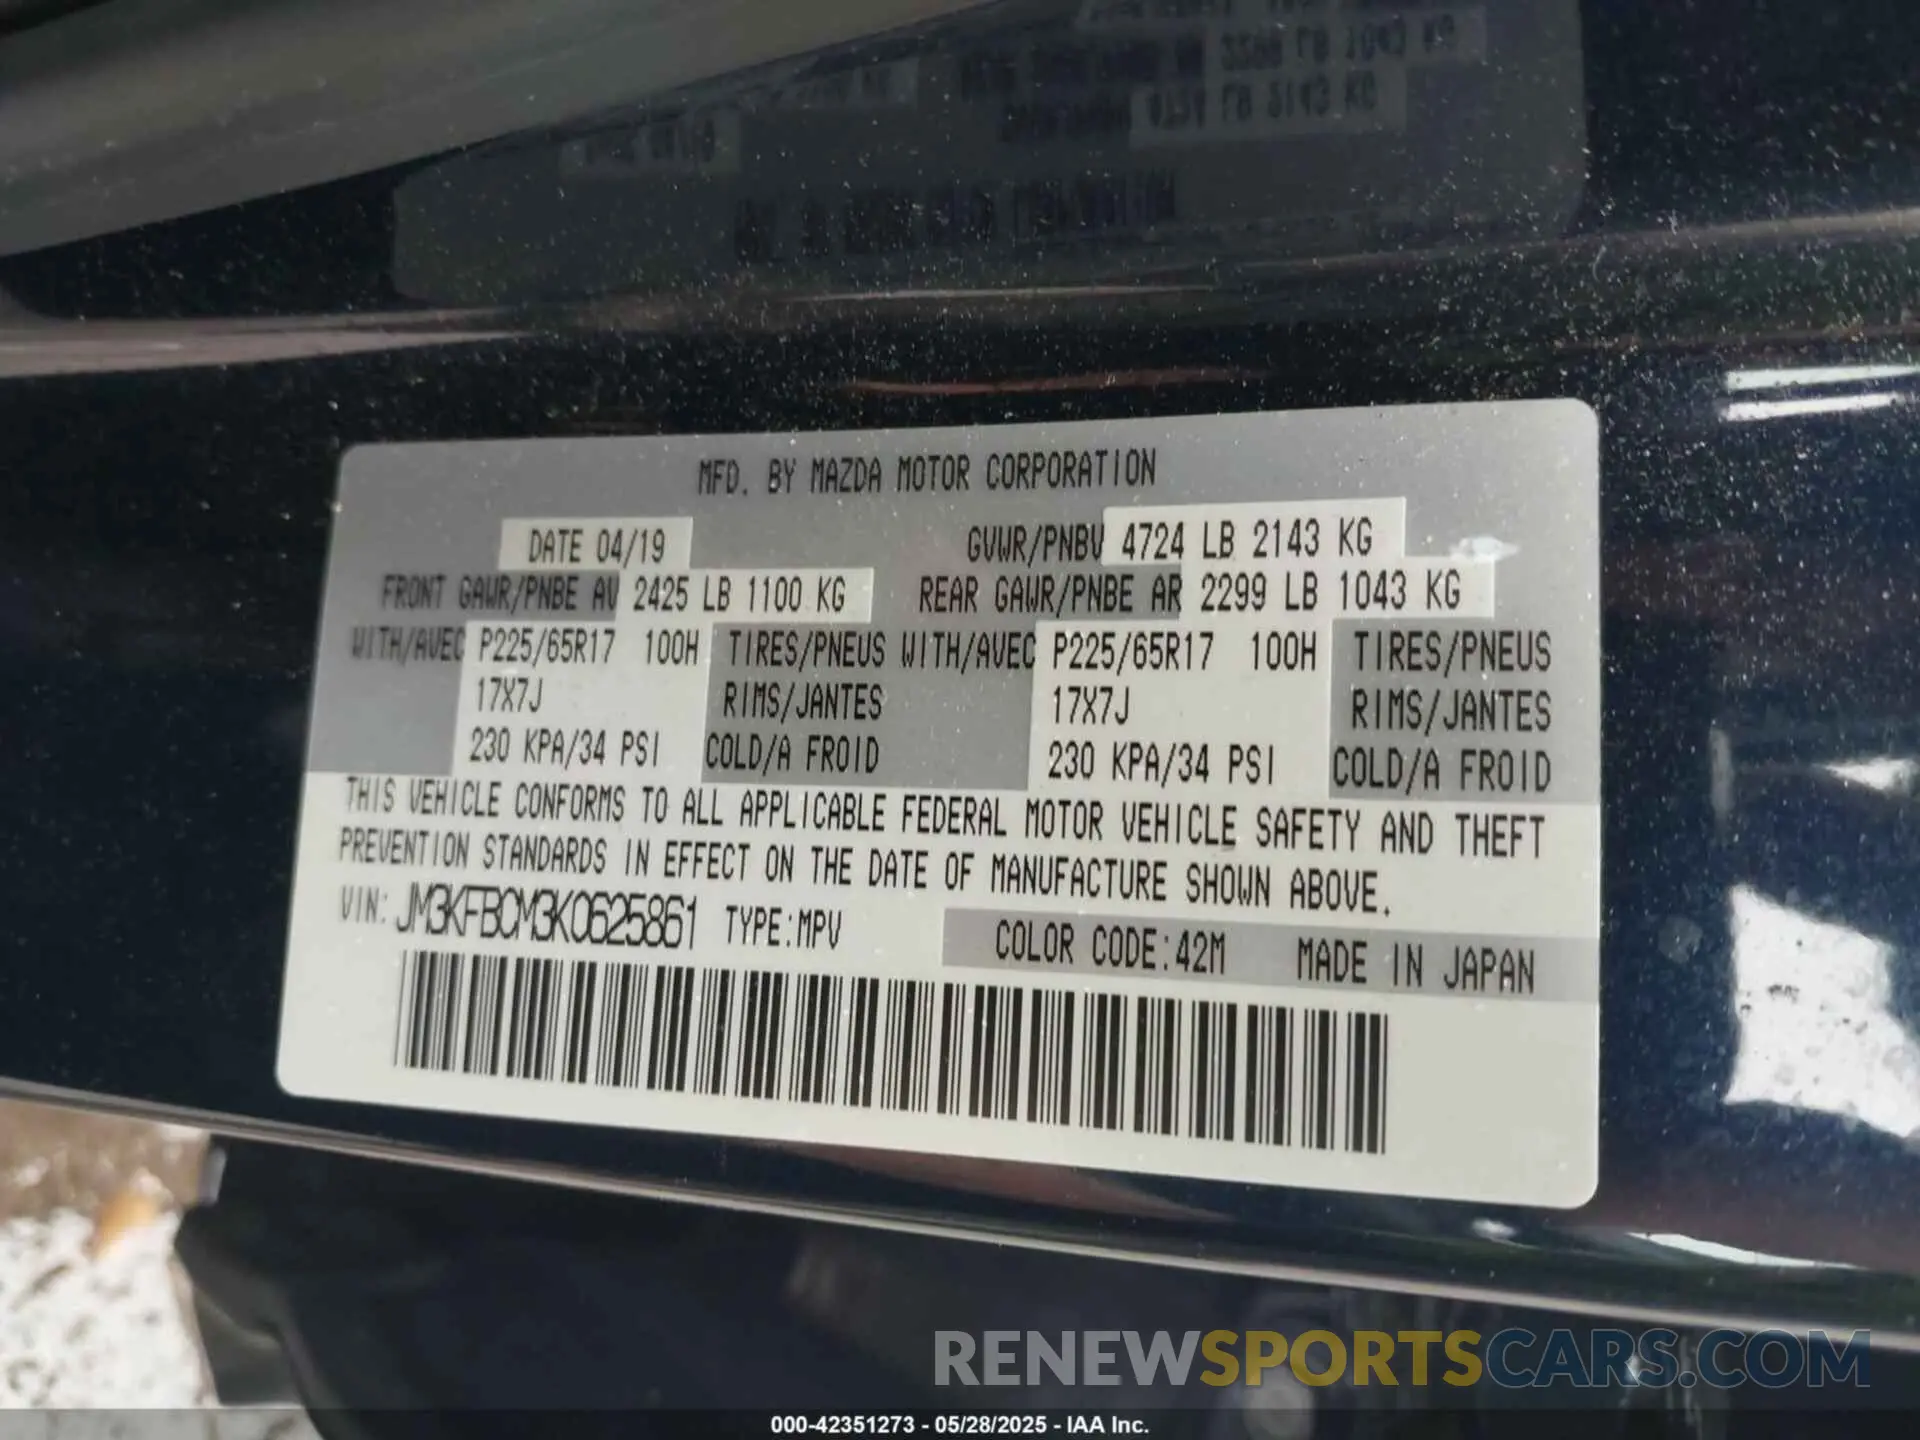 MFD. BY MAZDA MOTOR CORPORATION
DATE 04/19 GVWR/PNBV 4724 LB 2143 KG
FRONT GAWR/PNBE AV 2425 LB 1100 KG REAR GAWR/PNBE AR 2299 LB 1043 KG
WITH/AVEC P225/65R17 100H TIRES/PNEUS WITH/AVEC P225/65R17 100H TIRES/PNEUS
17X7J RIMS/JANTES 17X7J RIMS/JANTES
230 KPA/34 PSI COLD/A FROID 230 KPA/34 PSI COLD/A FROID
THIS VEHICLE CONFORMS TO ALL APPLICABLE FEDERAL MOTOR VEHICLE SAFETY AND THEFT
PREVENTION STANDARDS IN EFFECT ON THE DATE OF MANUFACTURE SHOWN ABOVE.
VIN: JM3KFBCM3K0625861 TYPE:MPV
COLOR CODE:42M MADE IN JAPAN
RENEWSPORTSCARS.COM
000-42351273 - 05/28/2025 - IAA Inc.